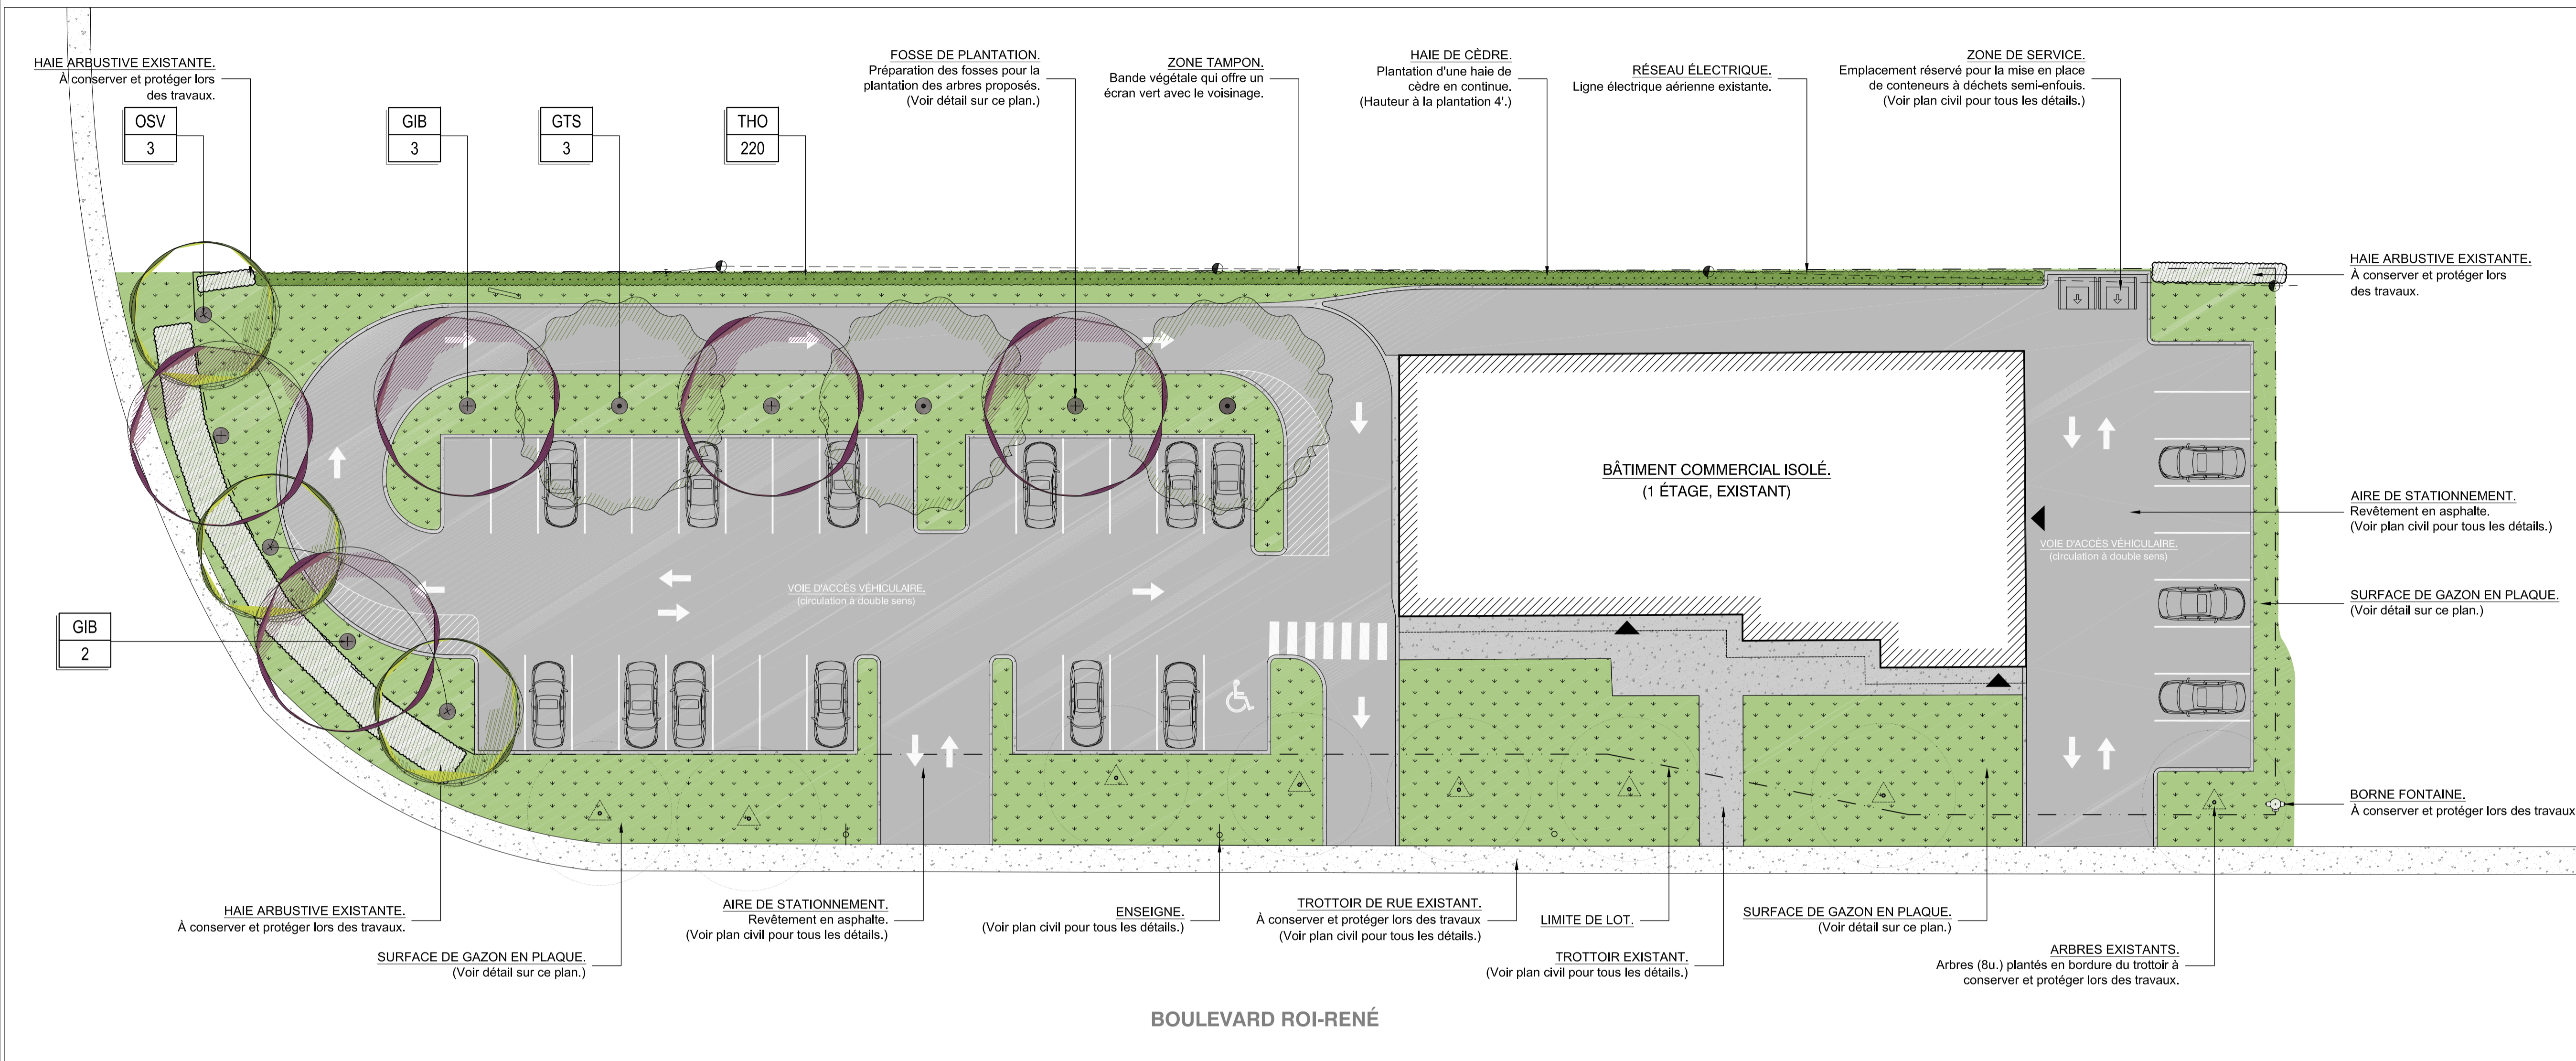 HAIE ARBUSTIVE EXISTANTE.
À conserver et protéger lors
des travaux.
FOSSE DE PLANTATION.
Préparation des fosses pour la
plantation des arbres proposés.
(Voir détail sur ce plan.)
ZONE TAMPON.
Bande végétale qui offre un
écran vert avec le voisinage.
HAIE DE CÈDRE.
Plantation d'une haie de
cèdre en continue.
(Hauteur à la plantation 4'.)
RÉSEAU ÉLECTRIQUE.
Ligne électrique aérienne existante.
ZONE DE SERVICE.
Emplacement réservé pour la mise en place
de conteneurs à déchets semi-enfouis.
(Voir plan civil pour tous les détails.)
OSV
3
GIB
3
GTS
3
THO
220
HAIE ARBUSTIVE EXISTANTE.
À conserver et protéger lors
des travaux.
BÂTIMENT COMMERCIAL ISOLÉ.
(1 ÉTAGE, EXISTANT)
AIRE DE STATIONNEMENT.
Revêtement en asphalte.
(Voir plan civil pour tous les détails.)
VOIE D'ACCÈS VÉHICULAIRE.
(circulation à double sens)
VOIE D'ACCÈS VÉHICULAIRE.
(circulation à double sens)
SURFACE DE GAZON EN PLAQUE.
(Voir détail sur ce plan.)
GIB
2
BORNE FONTAINE.
À conserver et protéger lors des travaux
HAIE ARBUSTIVE EXISTANTE.
À conserver et protéger lors des travaux.
SURFACE DE GAZON EN PLAQUE.
(Voir détail sur ce plan.)
AIRE DE STATIONNEMENT.
Revêtement en asphalte.
(Voir plan civil pour tous les détails.)
ENSEIGNE.
(Voir plan civil pour tous les détails.)
TROTTOIR DE RUE EXISTANT.
À conserver et protéger lors des travaux
(Voir plan civil pour tous les détails.)
LIMITE DE LOT.
TROTTOIR EXISTANT.
(Voir plan civil pour tous les détails.)
SURFACE DE GAZON EN PLAQUE.
(Voir détail sur ce plan.)
ARBRES EXISTANTS.
Arbres (8u.) plantés en bordure du trottoir à
conserver et protéger lors des travaux.
BOULEVARD ROI-RENÉ